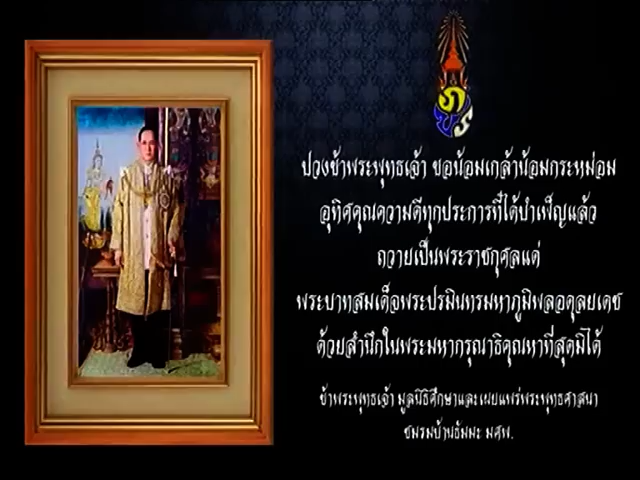 ปวงข้าพระพุทธเจ้า ขอน้อมเกล้าน้อมกระหม่อม
อุทิศคุณความดีทุกประการที่ได้บำเพ็ญแล้ว
ถวายเป็นพระราชกุศลแด่
พระบาทสมเด็จพระปรมินทรมหาภูมิพลอดุลยเดช
ด้วยสำนึกในพระมหากรุณาธิคุณหาที่สุดมิได้
ข้าพระพุทธเจ้า มูลนิธิศึกษาและเผยแพร่พระพุทธศาสนา
ชมรมบ้านธัมมะ มศพ.